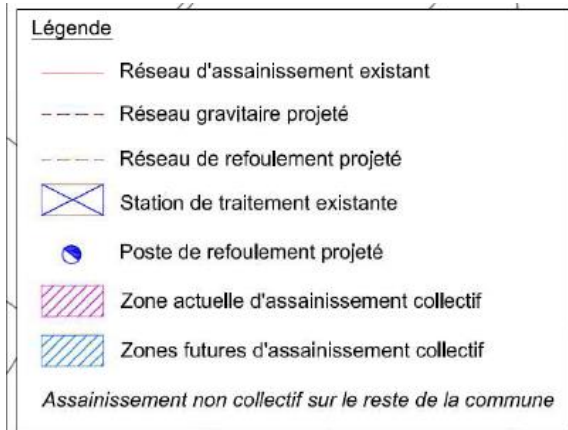 Légende
Réseau d'assainissement existant
Réseau gravitaire projeté
Réseau de refoulement projeté
Station de traitement existante
Poste de refoulement projeté
Zone actuelle d'assainissement collectif
Zones futures d'assainissement collectif
Assainissement non collectif sur le reste de la commune